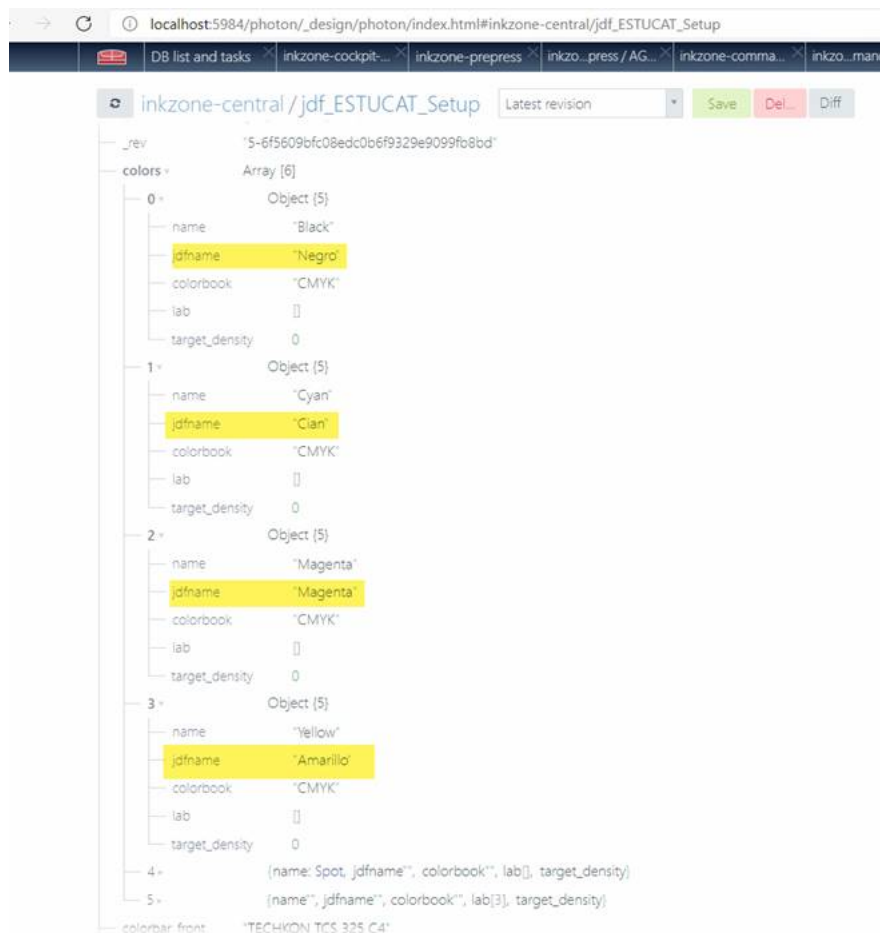 localhost:5984/photon/_design/photon/index.html#inkzone-central/jdf_ESTUCAT_Setup
DB list and tasks inkzone-cockpit-... inkzone-prepress inkzo...press / AG... inkzone-comma... inkzo...man
inkzone-central / jdf_ESTUCAT_Setup Latest revision Save Del... Diff
_rev "5-6f5609bfc08edc0b6f9329e9099fb8bd"
colors Array [6]
0 Object {5}
name "Black"
jdfname "Negro"
colorbook "CMYK"
lab []
target_density 0
1 Object {5}
name "Cyan"
jdfname "Cian"
colorbook "CMYK"
lab []
target_density 0
2 Object {5}
name "Magenta"
jdfname "Magenta"
colorbook "CMYK"
lab []
target_density 0
3 Object {5}
name "Yellow"
jdfname "Amarillo"
colorbook "CMYK"
lab []
target_density 0
4 {name: Spot, jdfname"", colorbook"", lab[], target_density}
5 {name"", jdfname"", colorbook"", lab[3], target_density}
colorbar_front "TECHKON TCS 325 C4"